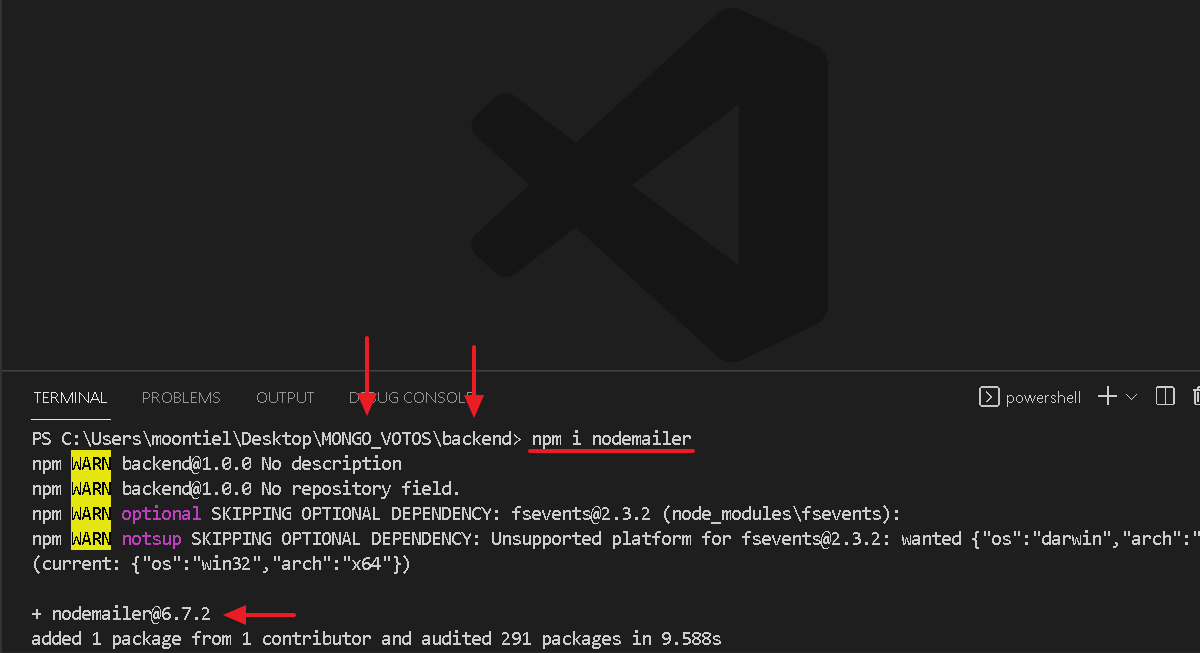 TERMINAL PROBLEMS OUTPUT DEBUG CONSOLE powershell
PS C:\Users\moontiel\Desktop\MONGO_VOTOS\backend> npm i nodemailer
npm WARN backend@1.0.0 No description
npm WARN backend@1.0.0 No repository field.
npm WARN optional SKIPPING OPTIONAL DEPENDENCY: fsevents@2.3.2 (node_modules\fsevents):
npm WARN notsup SKIPPING OPTIONAL DEPENDENCY: Unsupported platform for fsevents@2.3.2: wanted {"os":"darwin","arch":"
(current: {"os":"win32","arch":"x64"})
+ nodemailer@6.7.2
added 1 package from 1 contributor and audited 291 packages in 9.588s